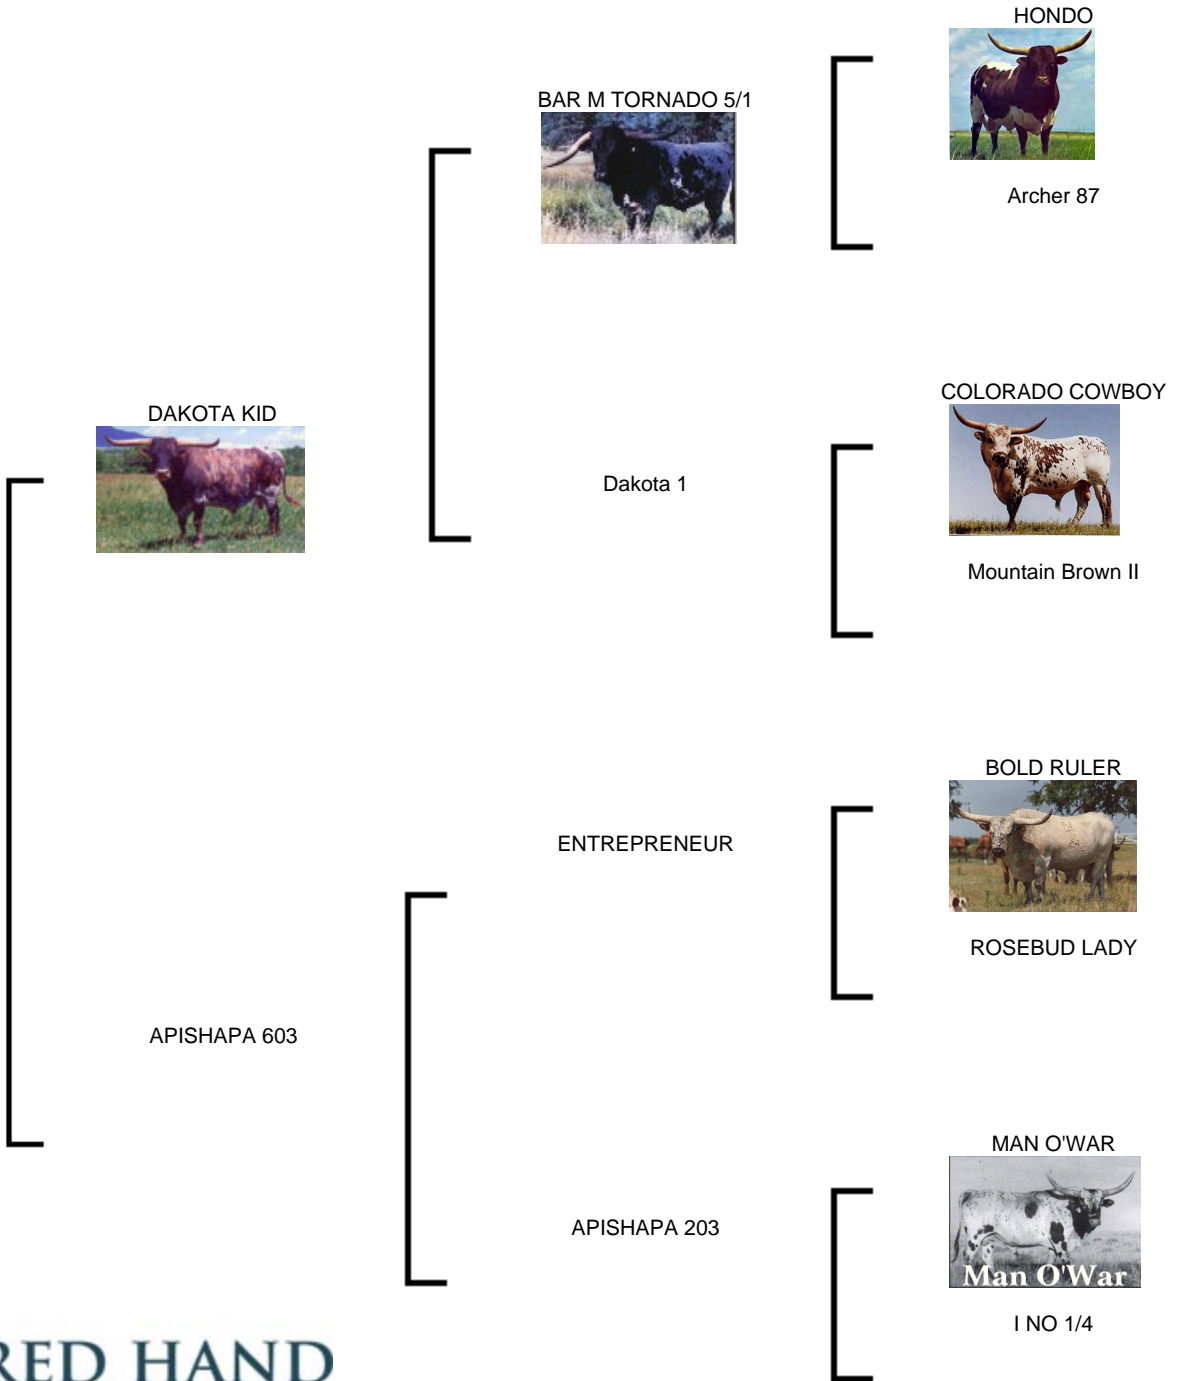 HONDO
BAR M TORNADO 5/1
Archer 87
COLORADO COWBOY
DAKOTA KID
Dakota 1
Mountain Brown II
BOLD RULER
ENTREPRENEUR
ROSEBUD LADY
APISHAPA 603
MAN O'WAR
APISHAPA 203
Man O'War
I NO 1/4
RED HAND